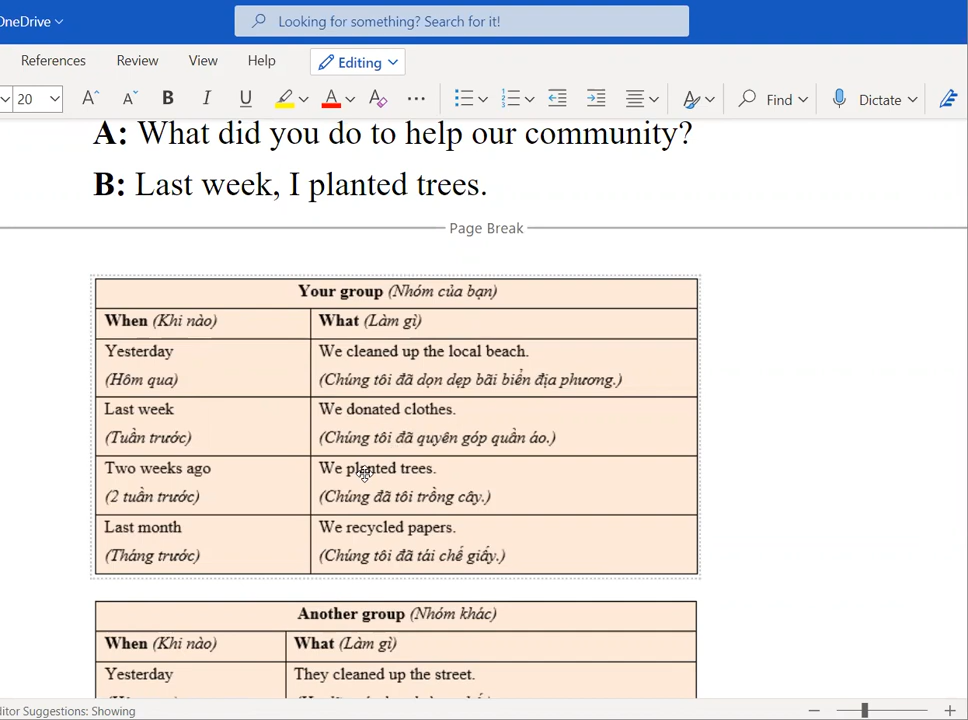 OneDrive
Looking for something? Search for it!
References Review View Help Editing
20 B I U Find Dictate
A: What did you do to help our community?
B: Last week, I planted trees.
Page Break
Your group (Nhóm của bạn)
When (Khi nào) What (Làm gì)
Yesterday We cleaned up the local beach.
(Hôm qua) (Chúng tôi đã dọn dẹp bãi biển địa phương.)
Last week We donated clothes.
(Tuần trước) (Chúng tôi đã quyên góp quần áo.)
Two weeks ago We planted trees.
(2 tuần trước) (Chúng đã tôi trồng cây.)
Last month We recycled papers.
(Tháng trước) (Chúng tôi đã tái chế giấy.)
Another group (Nhóm khác)
When (Khi nào) What (Làm gì)
Yesterday They cleaned up the street.
itor Suggestions: Showing